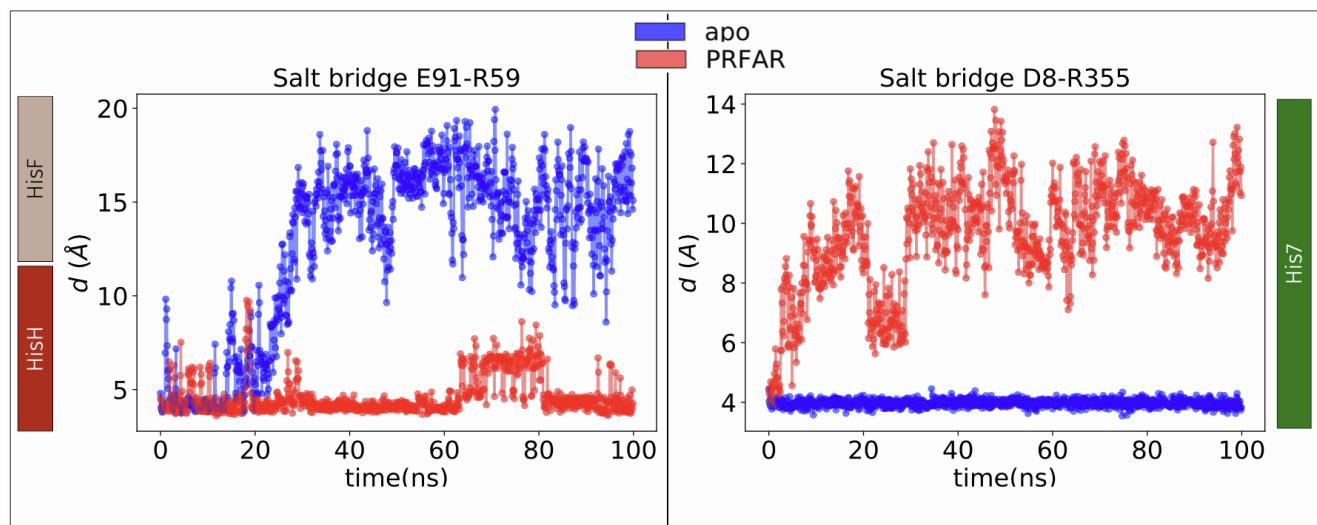 apo
PRFAR
Salt bridge E91-R59
Salt bridge D8-R355
HisF
HisH
d (Å)
20
15
10
5
0 20 40 60 80 100
time(ns)
d (A)
14
12
10
8
6
4
0 20 40 60 80 100
time(ns)
His7